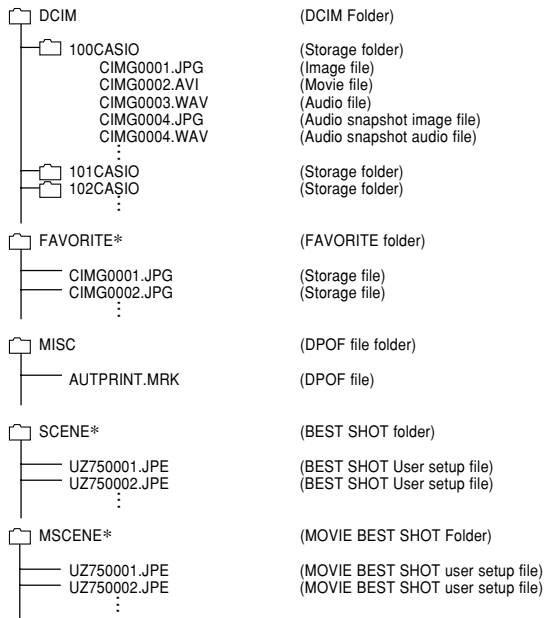 DCIM (DCIM Folder)
100CASIO (Storage folder)
CIMG0001.JPG (Image file)
CIMG0002.AVI (Movie file)
CIMG0003.WAV (Audio file)
CIMG0004.JPG (Audio snapshot image file)
CIMG0004.WAV (Audio snapshot audio file)
101CASIO (Storage folder)
102CASIO (Storage folder)
FAVORITE* (FAVORITE folder)
CIMG0001.JPG (Storage file)
CIMG0002.JPG (Storage file)
MISC (DPOF file folder)
AUTPRINT.MRK (DPOF file)
SCENE* (BEST SHOT folder)
UZ750001.JPE (BEST SHOT User setup file)
UZ750002.JPE (BEST SHOT User setup file)
MSCENE* (MOVIE BEST SHOT Folder)
UZ750001.JPE (MOVIE BEST SHOT user setup file)
UZ750002.JPE (MOVIE BEST SHOT user setup file)